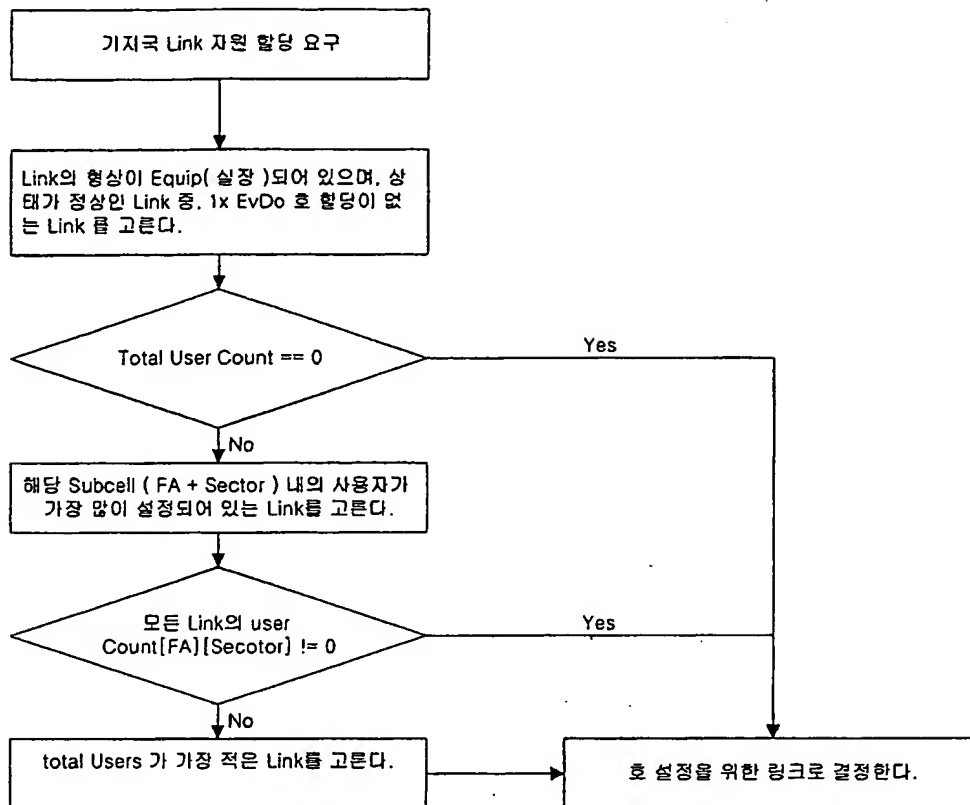 기지국 Link 자원 할당 요구
Link의 형상이 Equip( 실장 )되어 있으며, 상
태가 정상인 Link 중, 1x EvDo 호 할당이 없
는 Link 를 고른다.
Total User Count == 0
Yes
No
해당 Subcell ( FA + Sector ) 내의 사용자가
가장 많이 설정되어 있는 Link를 고른다.
모든 Link의 user
Count[FA][Secotor] != 0
Yes
No
total Users 가 가장 적은 Link를 고른다.
호 설정을 위한 링크로 결정한다.